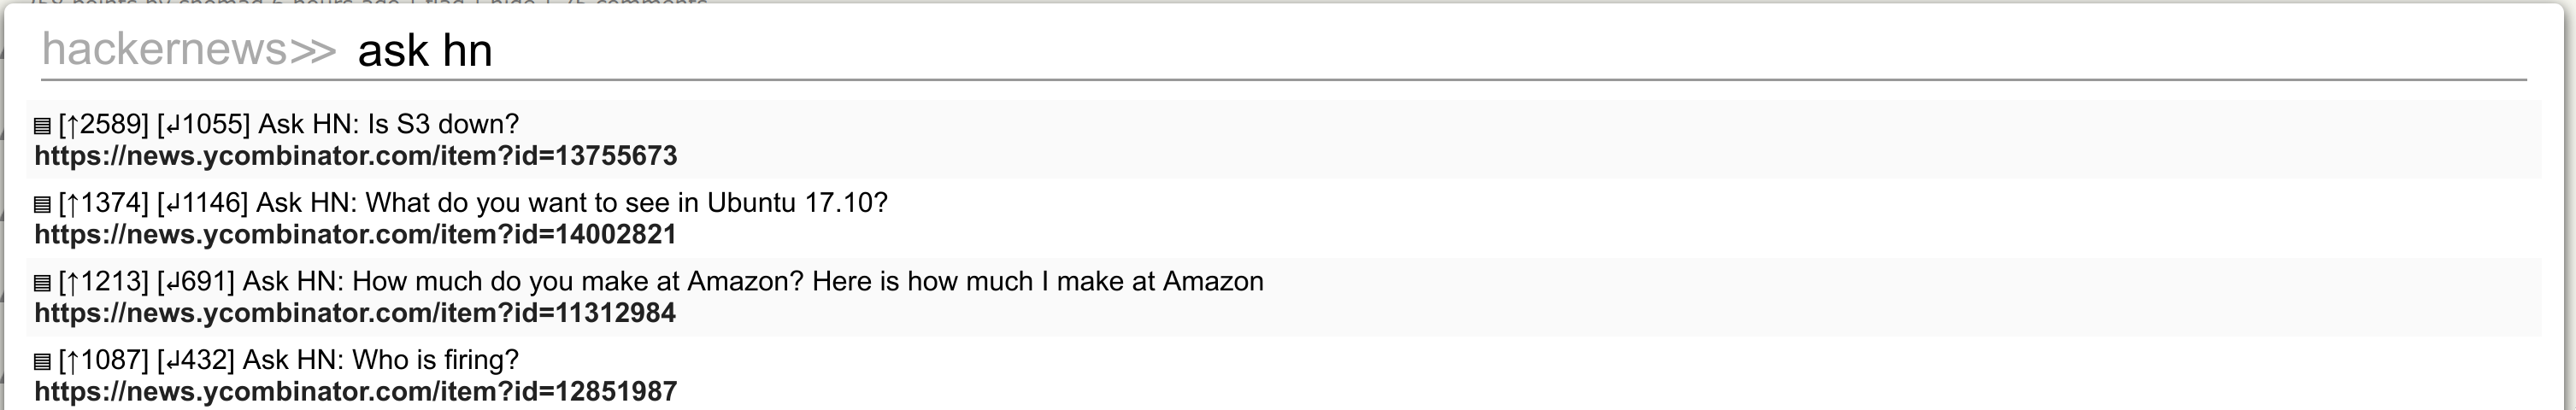 hackernews≫ ask hn
▤ [↑2589] [↲1055] Ask HN: Is S3 down?
https://news.ycombinator.com/item?id=13755673
▤ [↑1374] [↲1146] Ask HN: What do you want to see in Ubuntu 17.10?
https://news.ycombinator.com/item?id=14002821
▤ [↑1213] [↲691] Ask HN: How much do you make at Amazon? Here is how much I make at Amazon
https://news.ycombinator.com/item?id=11312984
▤ [↑1087] [↲432] Ask HN: Who is firing?
https://news.ycombinator.com/item?id=12851987